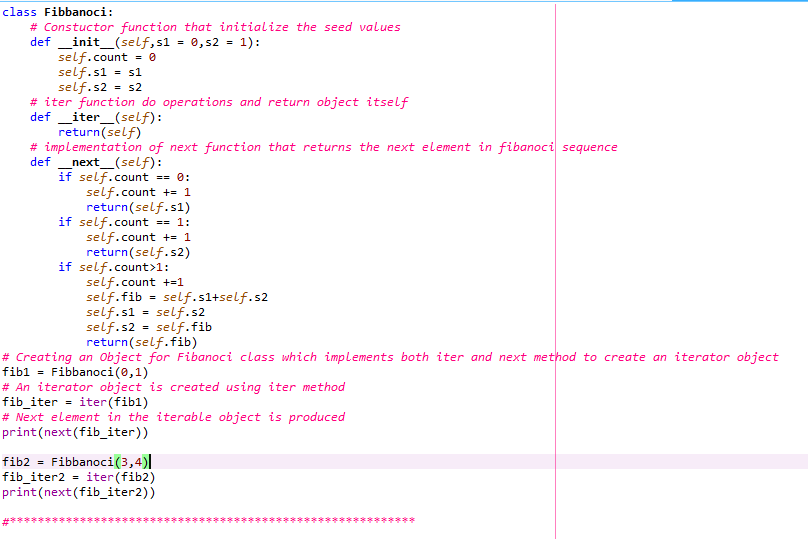 class Fibbanoci:
    # Constuctor function that initialize the seed values
    def __init__(self,s1 = 0,s2 = 1):
        self.count = 0
        self.s1 = s1
        self.s2 = s2
    # iter function do operations and return object itself
    def __iter__(self):
        return(self)
    # implementation of next function that returns the next element in fibanoci sequence
    def __next__(self):
        if self.count == 0:
            self.count += 1
            return(self.s1)
        if self.count == 1:
            self.count += 1
            return(self.s2)
        if self.count>1:
            self.count +=1
            self.fib = self.s1+self.s2
            self.s1 = self.s2
            self.s2 = self.fib
            return(self.fib)
# Creating an Object for Fibanoci class which implements both iter and next method to create an iterator object
fib1 = Fibbanoci(0,1)
# An iterator object is created using iter method
fib_iter = iter(fib1)
# Next element in the iterable object is produced
print(next(fib_iter))

fib2 = Fibbanoci(3,4)
fib_iter2 = iter(fib2)
print(next(fib_iter2))

#**********************************************************